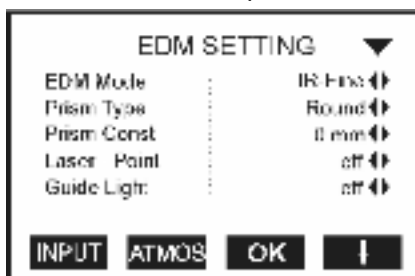 EDM SETTING
EDM Mode : IR-Fine
Prism Type : Round
Prism Const : 0 mm
Laser - Point : off
Guide Light : off
INPUT ATMOS OK